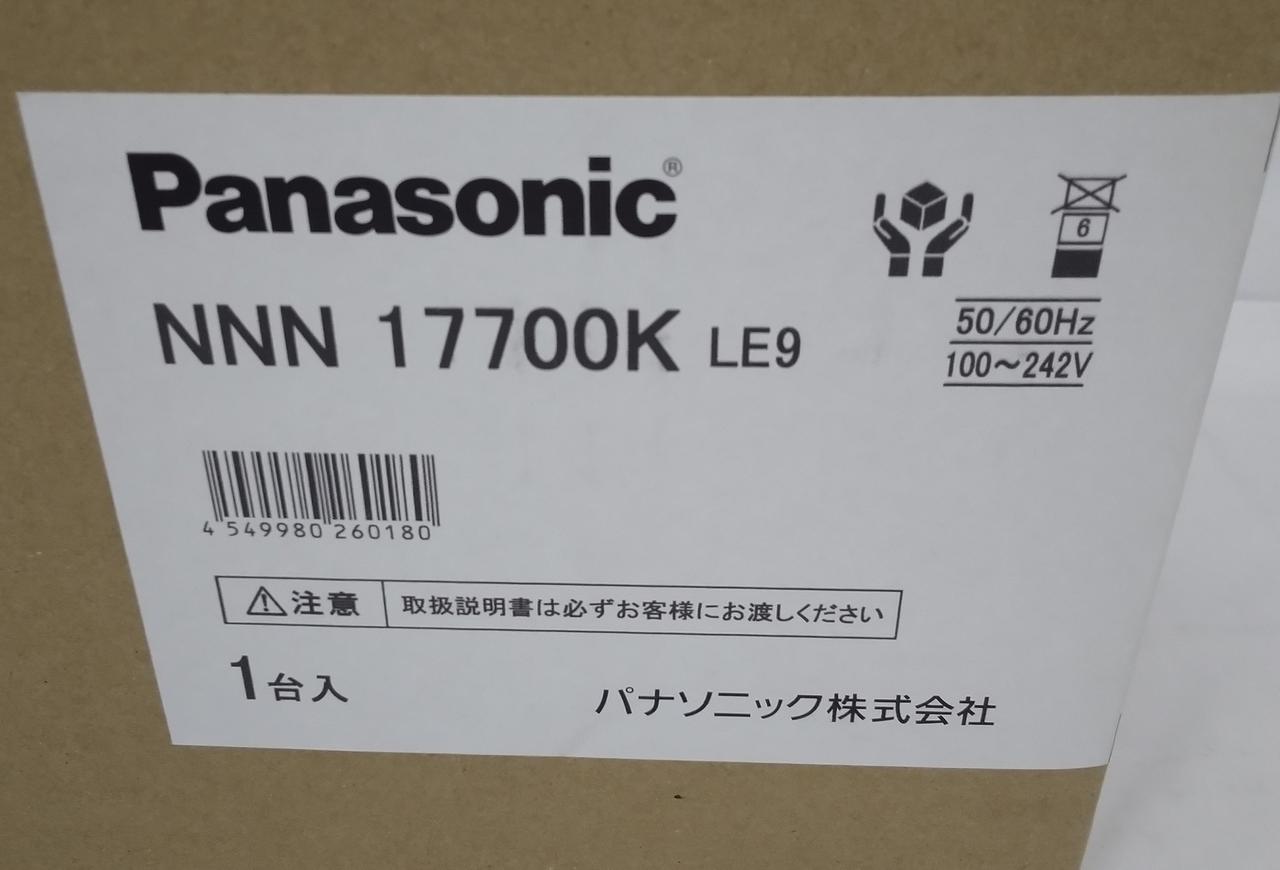 Panasonic®
6
NNN 17700K LE9
50/60Hz
100～242V
4 549980 260180
注意 取扱説明書は必ずお客様にお渡しください
1台入
パナソニック株式会社